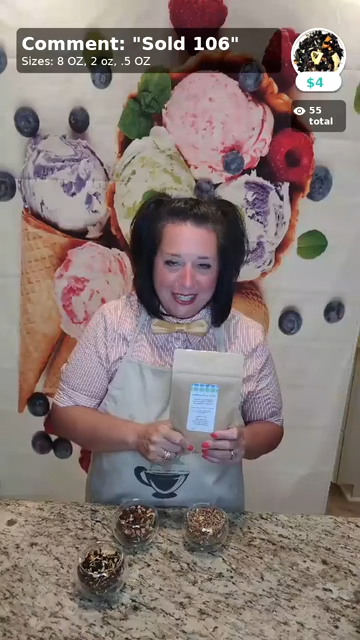 Comment: "Sold 106"
Sizes: 8 OZ, 2 oz, .5 OZ
$4
55
total